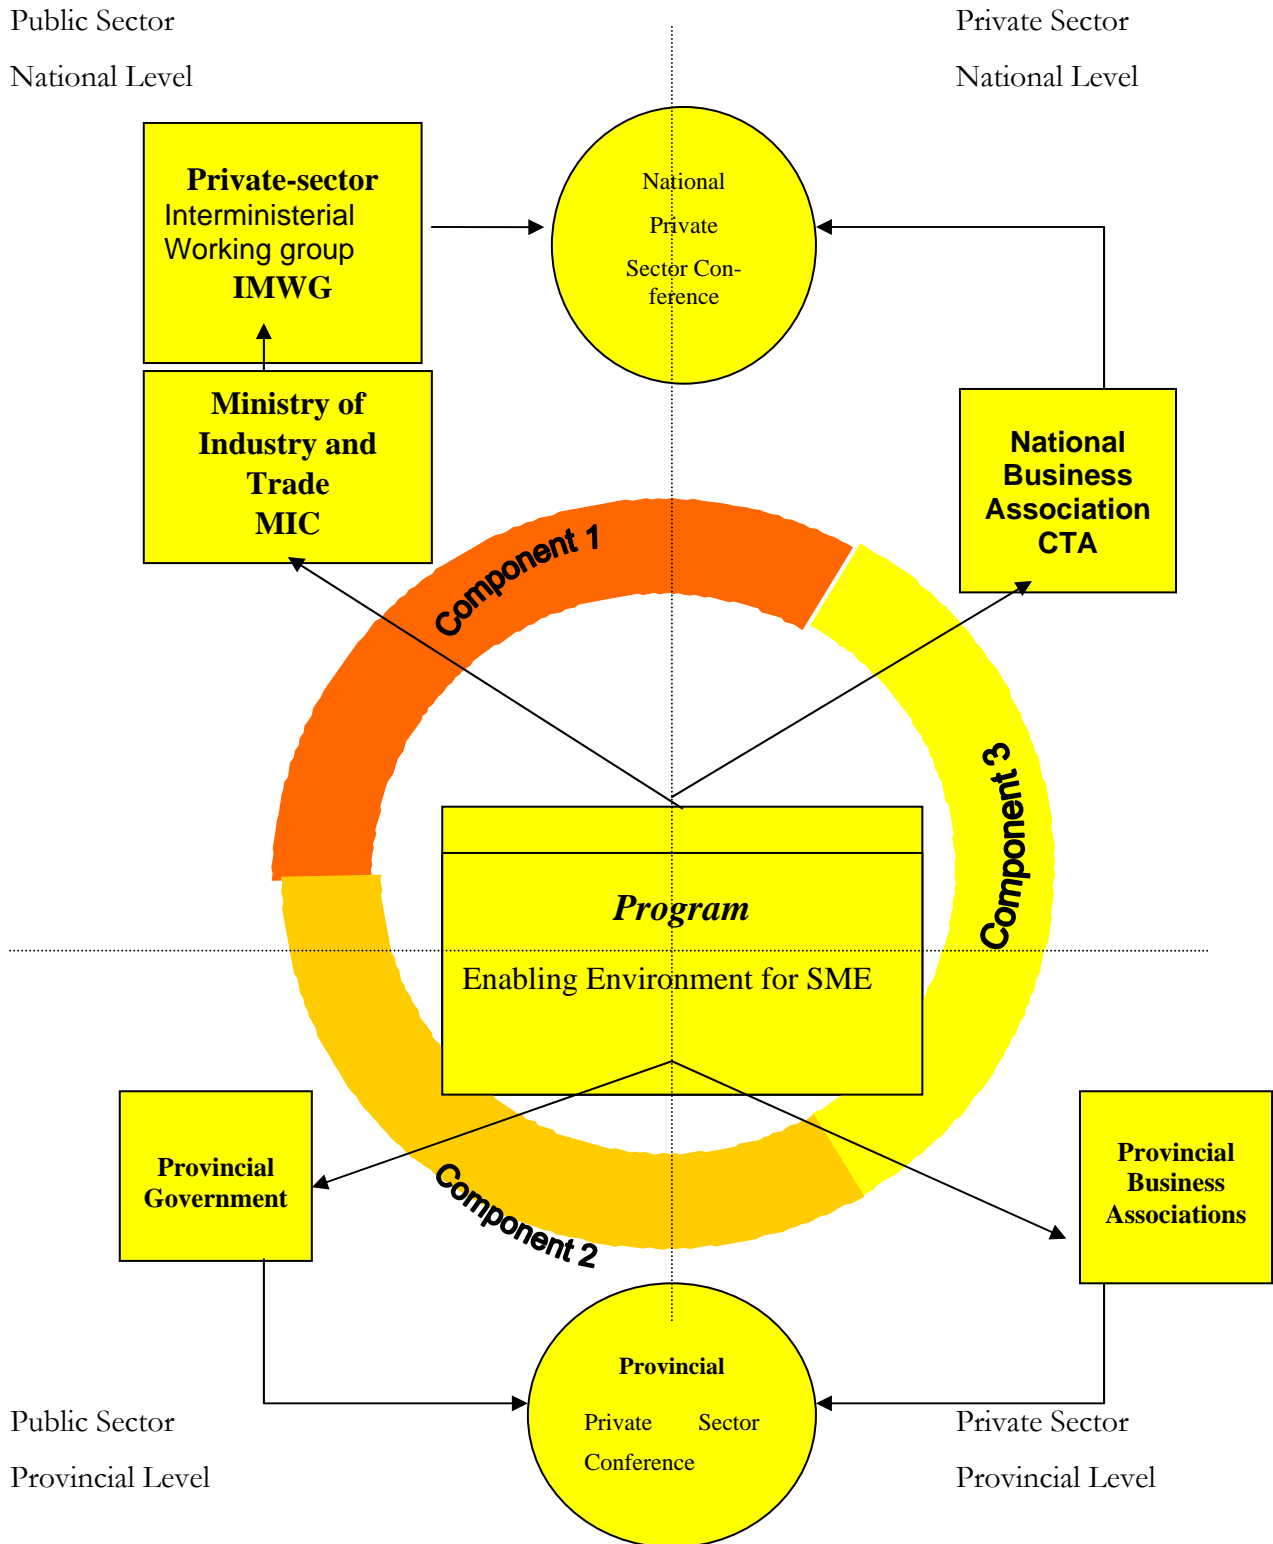 Public Sector
National Level
Private Sector
National Level
Private-sector
Interministerial
Working group
IMWG
National
Private
Sector Con-
ference
Ministry of
Industry and
Trade
MIC
National
Business
Association
CTA
Component 1
Component 3
Program
Enabling Environment for SME
Component 2
Provincial
Government
Provincial
Business
Associations
Provincial
Private Sector
Conference
Public Sector
Provincial Level
Private Sector
Provincial Level